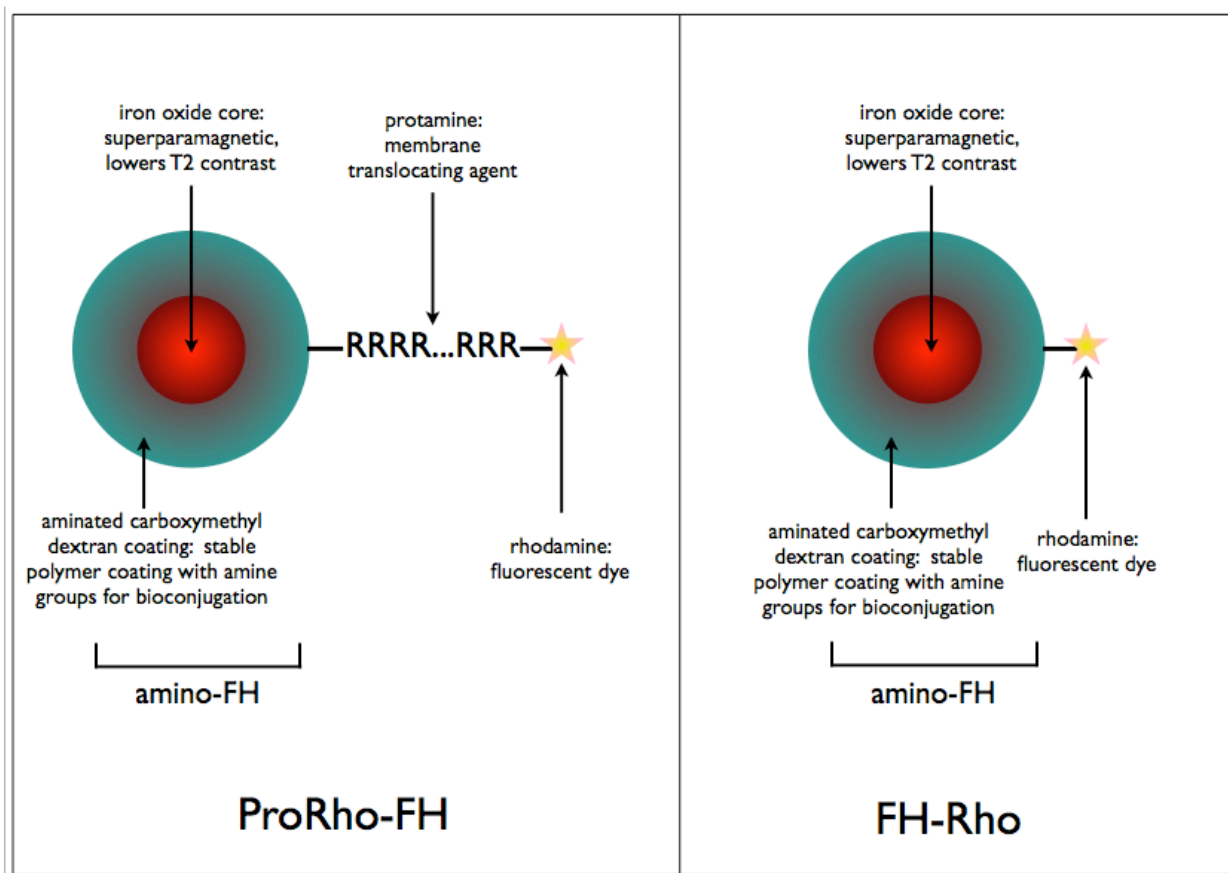 iron oxide core:
superparamagnetic,
lowers T2 contrast
protamine:
membrane
translocating agent
RRRR...RRR
aminated carboxymethyl
dextran coating: stable
polymer coating with amine
groups for bioconjugation
rhodamine:
fluorescent dye
amino-FH
ProRho-FH
iron oxide core:
superparamagnetic,
lowers T2 contrast
aminated carboxymethyl
dextran coating: stable
polymer coating with amine
groups for bioconjugation
rhodamine:
fluorescent dye
amino-FH
FH-Rho